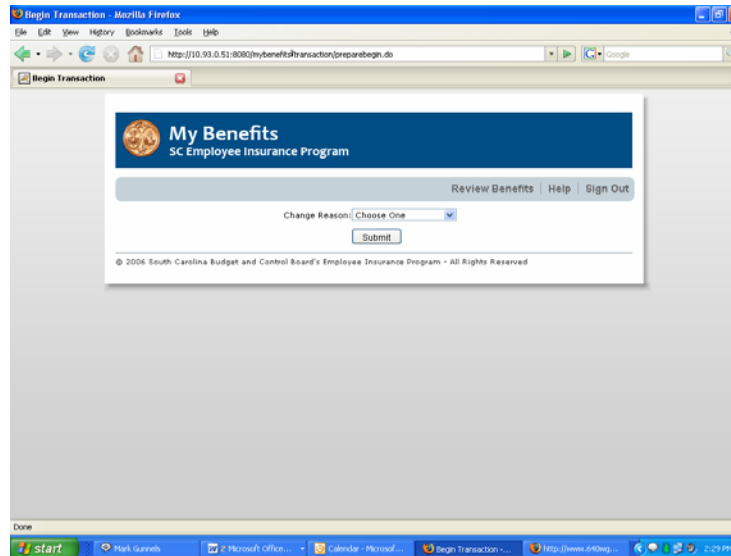 Begin Transaction - Mozilla Firefox
File Edit View History Bookmarks Tools Help
http://10.93.0.51:8080/mybenefits/transaction/preparebegin.do
Google
Begin Transaction
My Benefits
SC Employee Insurance Program
Review Benefits | Help | Sign Out
Change Reason: Choose One
Submit
© 2006 South Carolina Budget and Control Board's Employee Insurance Program - All Rights Reserved
Done
start Mark Gunnels 2 Microsoft Office... Calendar - Microsof... Begin Transaction -... 2:29 PM